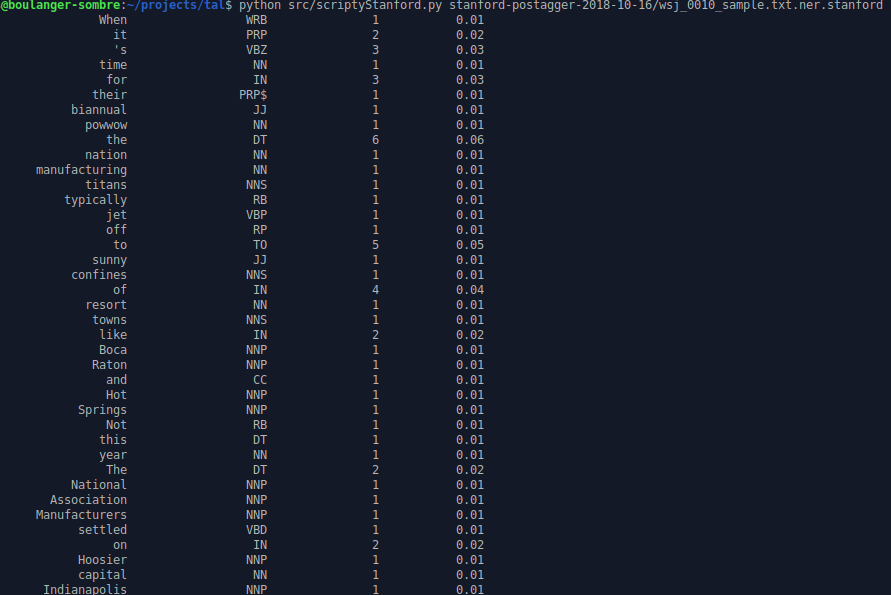 @boulanger-sombre:~/projects/tal$ python src/scriptyStanford.py stanford-postagger-2018-10-16/wsj_0010_sample.txt.ner.stanford
When WRB 1 0.01
it PRP 2 0.02
's VBZ 3 0.03
time NN 1 0.01
for IN 3 0.03
their PRP$ 1 0.01
biannual JJ 1 0.01
powwow NN 1 0.01
the DT 6 0.06
nation NN 1 0.01
manufacturing NN 1 0.01
titans NNS 1 0.01
typically RB 1 0.01
jet VBP 1 0.01
off RP 1 0.01
to TO 5 0.05
sunny JJ 1 0.01
confines NNS 1 0.01
of IN 4 0.04
resort NN 1 0.01
towns NNS 1 0.01
like IN 2 0.02
Boca NNP 1 0.01
Raton NNP 1 0.01
and CC 1 0.01
Hot NNP 1 0.01
Springs NNP 1 0.01
Not RB 1 0.01
this DT 1 0.01
year NN 1 0.01
The DT 2 0.02
National NNP 1 0.01
Association NNP 1 0.01
Manufacturers NNP 1 0.01
settled VBD 1 0.01
on IN 2 0.02
Hoosier NNP 1 0.01
capital NN 1 0.01
Indianapolis NNP 1 0.01